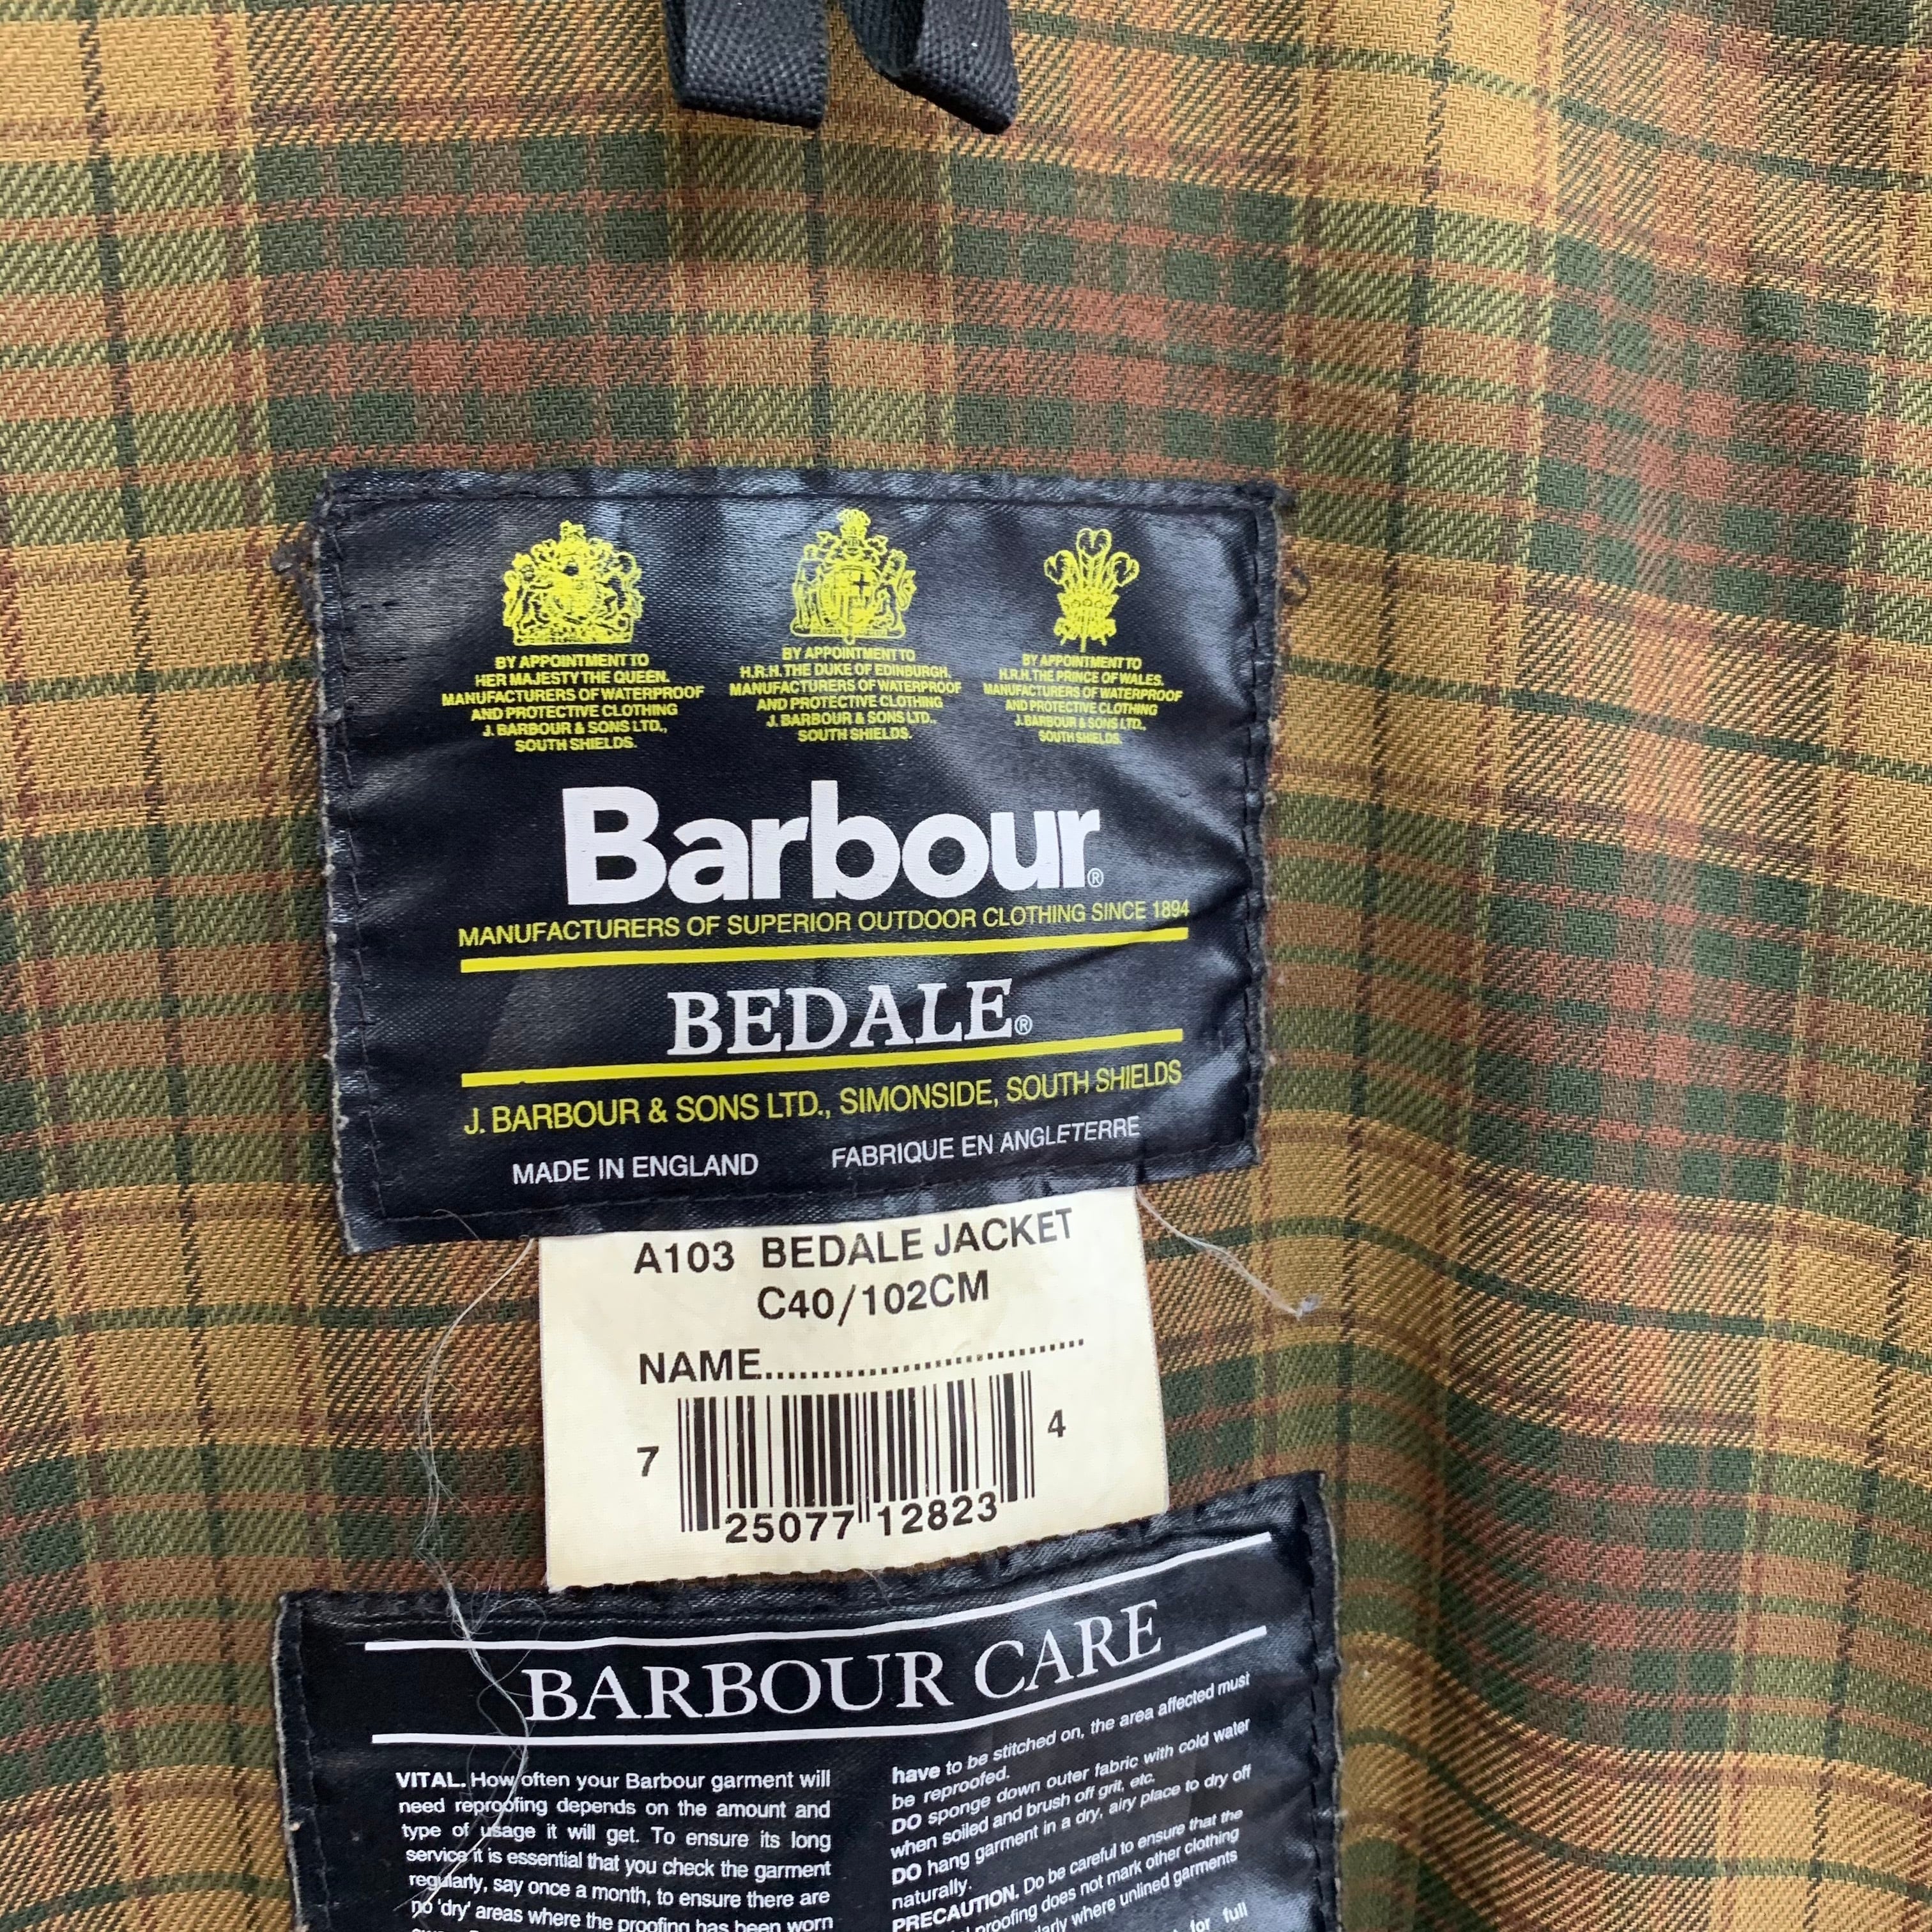 BY APPOINTMENT TO
HER MAJESTY THE QUEEN.
MANUFACTURERS OF WATERPROOF
AND PROTECTIVE CLOTHING
J. BARBOUR & SONS LTD.,
SOUTH SHIELDS.
BY APPOINTMENT TO
H.R.H. THE DUKE OF EDINBURGH.
MANUFACTURERS OF WATERPROOF
AND PROTECTIVE CLOTHING
J. BARBOUR & SONS LTD.,
SOUTH SHIELDS.
BY APPOINTMENT TO
H.R.H. THE PRINCE OF WALES.
MANUFACTURERS OF WATERPROOF
AND PROTECTIVE CLOTHING
J. BARBOUR & SONS LTD.,
SOUTH SHIELDS.
Barbour®
MANUFACTURERS OF SUPERIOR OUTDOOR CLOTHING SINCE 1894
BEDALE®
J. BARBOUR & SONS LTD., SIMONSIDE, SOUTH SHIELDS
MADE IN ENGLAND FABRIQUE EN ANGLETERRE
A103 BEDALE JACKET
C40/102CM
NAME..............................
7 25077 12823 4
BARBOUR CARE
VITAL. How often your Barbour garment will
need reproofing depends on the amount and
type of usage it will get. To ensure its long
service it is essential that you check the garment
regularly, say once a month, to ensure there are
no 'dry' areas where the proofing has been worn
have to be stitched on, the area affected must
be reproofed.
DO sponge down outer fabric with cold water
when soiled and brush off grit, etc.
DO hang garment in a dry, airy place to dry off
naturally.
PRECAUTION. Do be careful to ensure that the
proofing does not mark other clothing
where unlined garments
for full